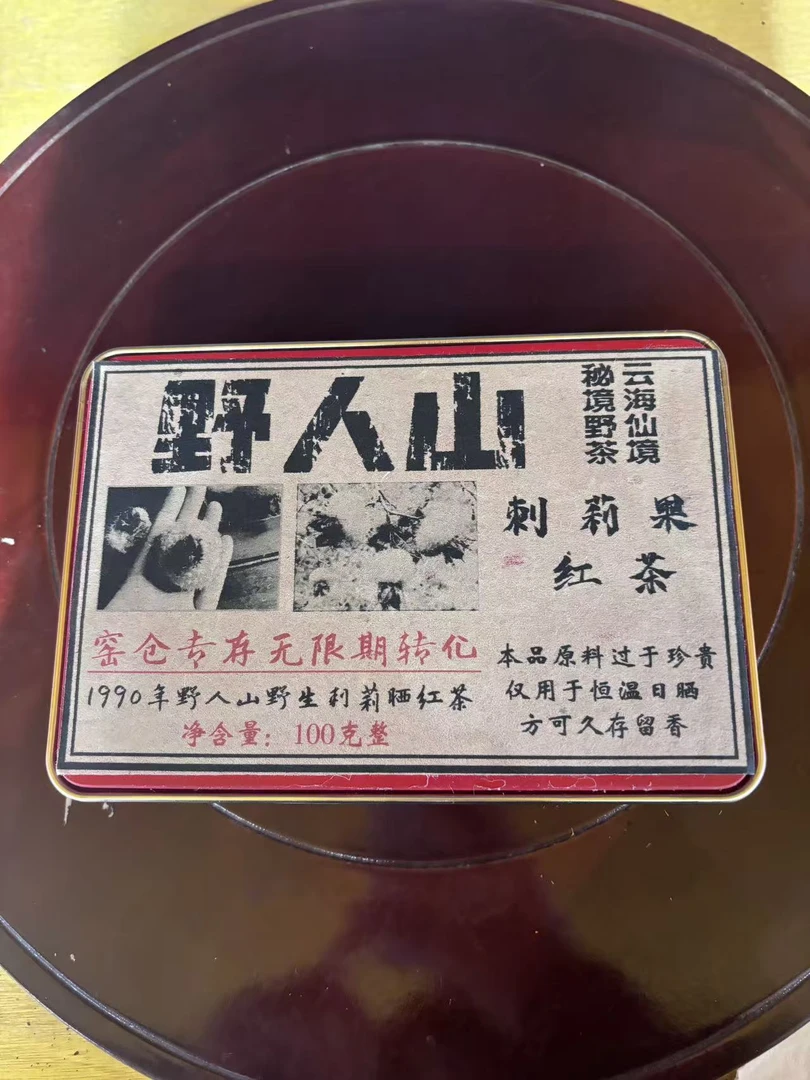 野人山
云海仙境
秘境野茶
刺莉果
红茶
窑仓专存无限期转化
1990年野人山野生刺莉晒红茶
净含量：100克整
本品原料过于珍贵
仅用于恒温日晒
方可久存留香